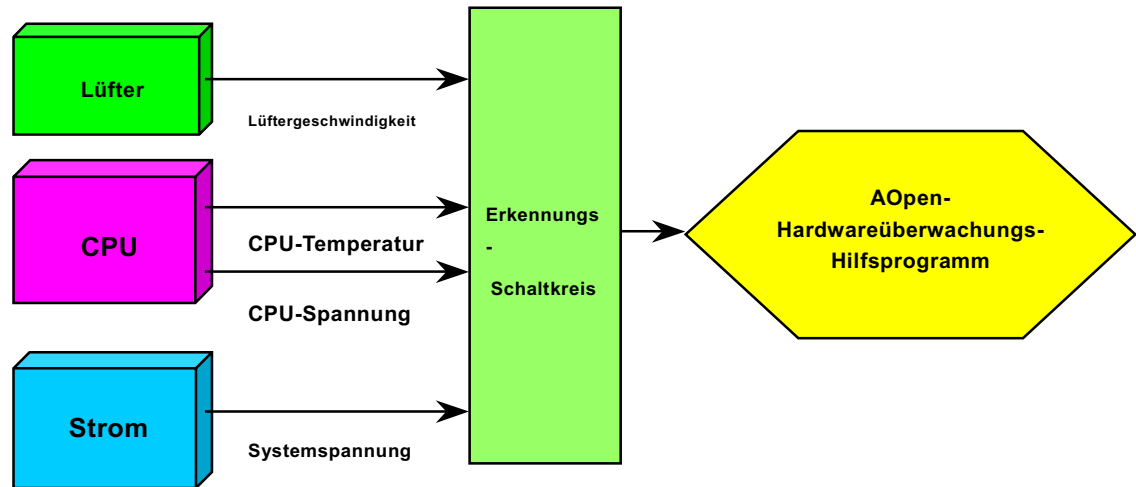 Lüfter
Lüftergeschwindigkeit
CPU
CPU-Temperatur
CPU-Spannung
Strom
Systemspannung
Erkennungs
-
Schaltkreis
AOpen-
Hardwareüberwachungs-
Hilfsprogramm